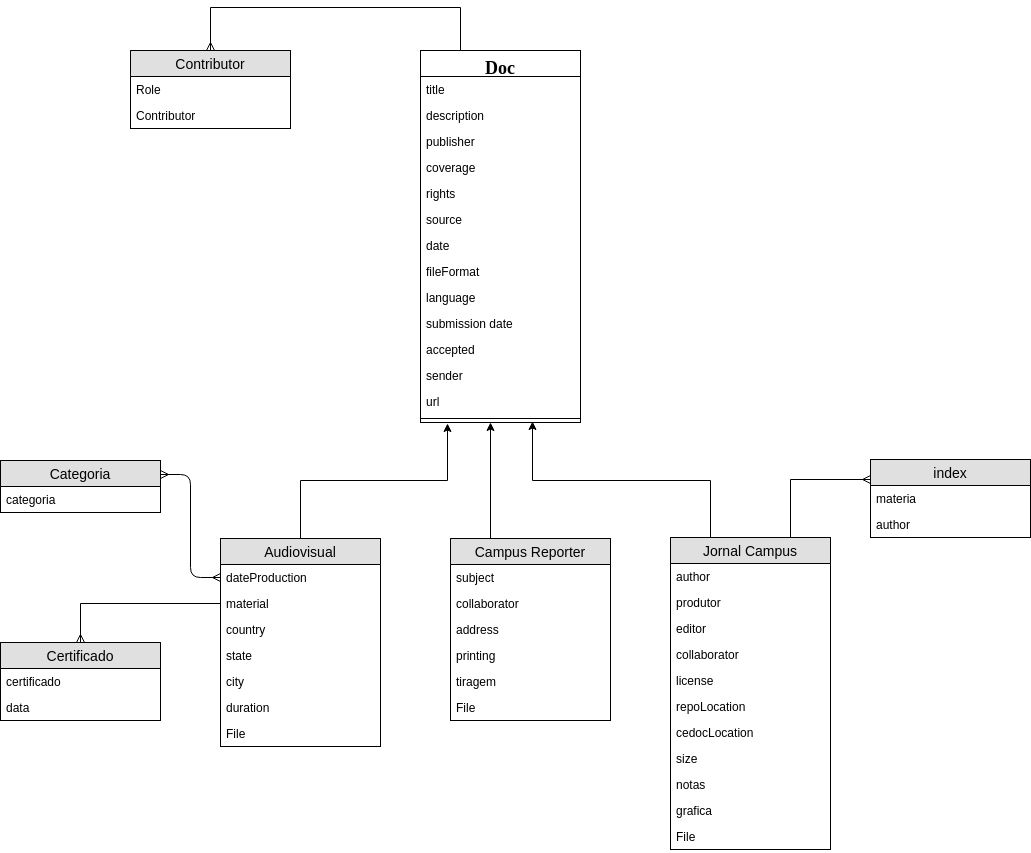 Contributor
Role
Contributor
Doc
title
description
publisher
coverage
rights
source
date
fileFormat
language
submission date
accepted
sender
url
Categoria
categoria
Certificado
certificado
data
Audiovisual
dateProduction
material
country
state
city
duration
File
Campus Reporter
subject
collaborator
address
printing
tiragem
File
Jornal Campus
author
produtor
editor
collaborator
license
repoLocation
cedocLocation
size
notas
grafica
File
index
materia
author